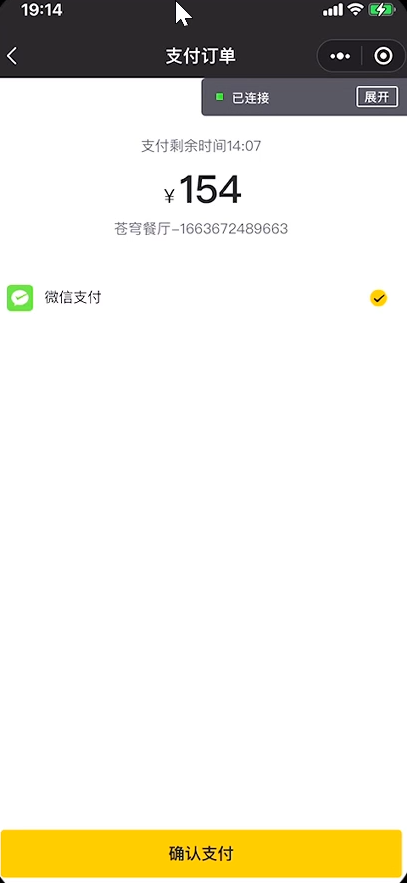 19:14
支付订单
已连接
展开
支付剩余时间14:07
¥154
苍穹餐厅-1663672489663
微信支付
确认支付